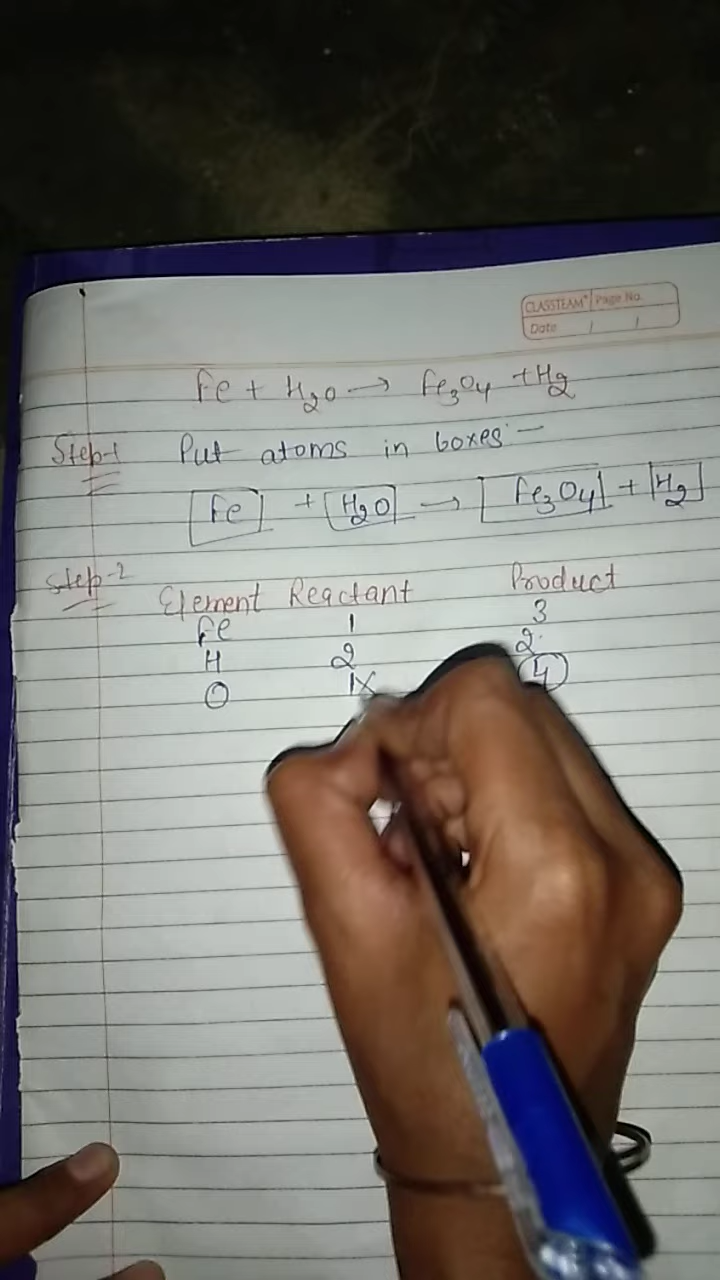 CLASSTEAM® Page No.
Date / /
Fe + H₂O → Fe₃O₄ + H₂
Step-1 Put atoms in boxes -
Fe + H₂O → Fe₃O₄ + H₂
Step-2
Element Reactant Product
Fe 1 3
H 2 2
O 1x 4